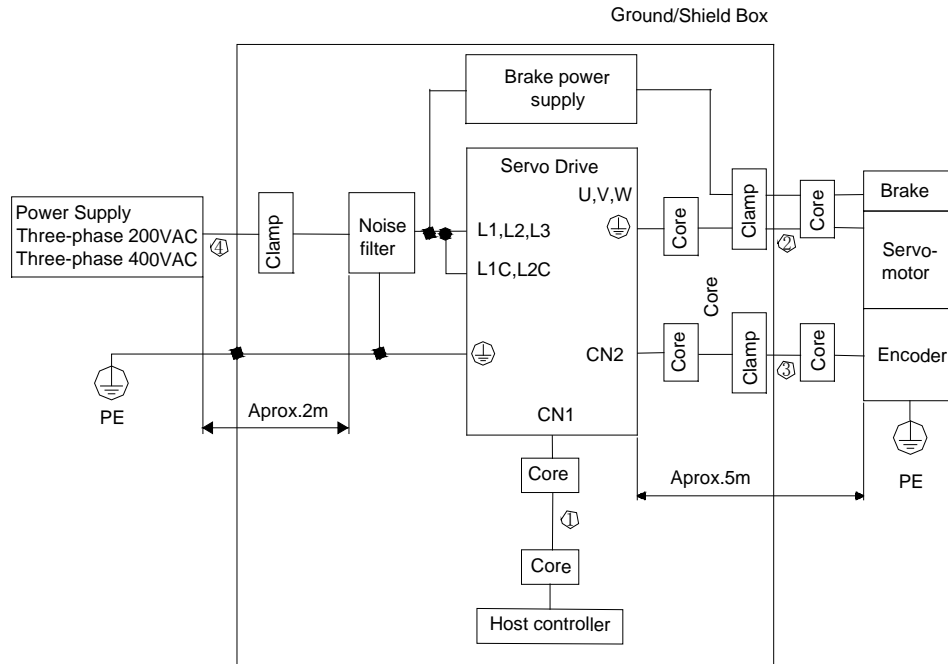 Ground/Shield Box
Brake power
supply
Servo Drive
U,V,W
Power Supply
Three-phase 200VAC
Three-phase 400VAC
④
Clamp
Noise
filter
L1,L2,L3
L1C,L2C
Core
Clamp
②
Core
Brake
Servo-
motor
Core
CN2
Core
Clamp
③
Core
Encoder
PE
Aprox.2m
CN1
Aprox.5m
PE
Core
①
Core
Host controller